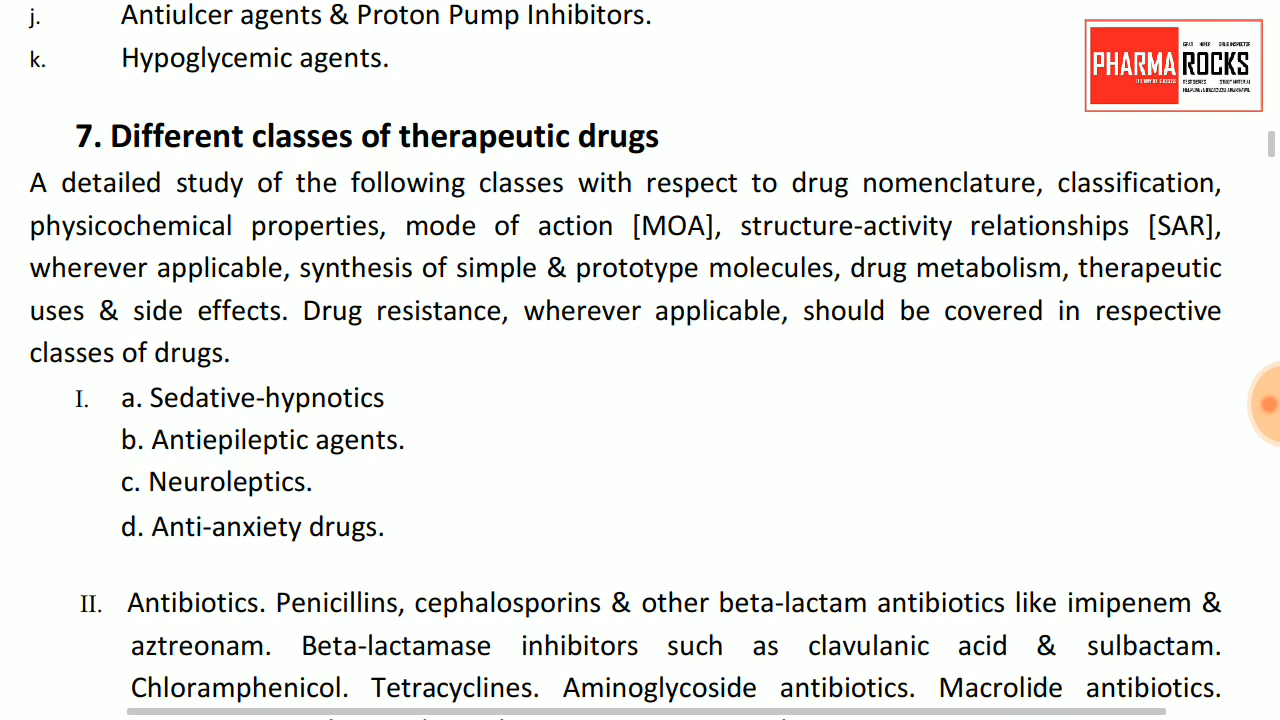 j. Antiulcer agents & Proton Pump Inhibitors.
k. Hypoglycemic agents.
PHARMA ROCKS
7. Different classes of therapeutic drugs
A detailed study of the following classes with respect to drug nomenclature, classification,
physicochemical properties, mode of action [MOA], structure-activity relationships [SAR],
wherever applicable, synthesis of simple & prototype molecules, drug metabolism, therapeutic
uses & side effects. Drug resistance, wherever applicable, should be covered in respective
classes of drugs.
I. a. Sedative-hypnotics
b. Antiepileptic agents.
c. Neuroleptics.
d. Anti-anxiety drugs.
II. Antibiotics. Penicillins, cephalosporins & other beta-lactam antibiotics like imipenem &
aztreonam. Beta-lactamase inhibitors such as clavulanic acid & sulbactam.
Chloramphenicol. Tetracyclines. Aminoglycoside antibiotics. Macrolide antibiotics.